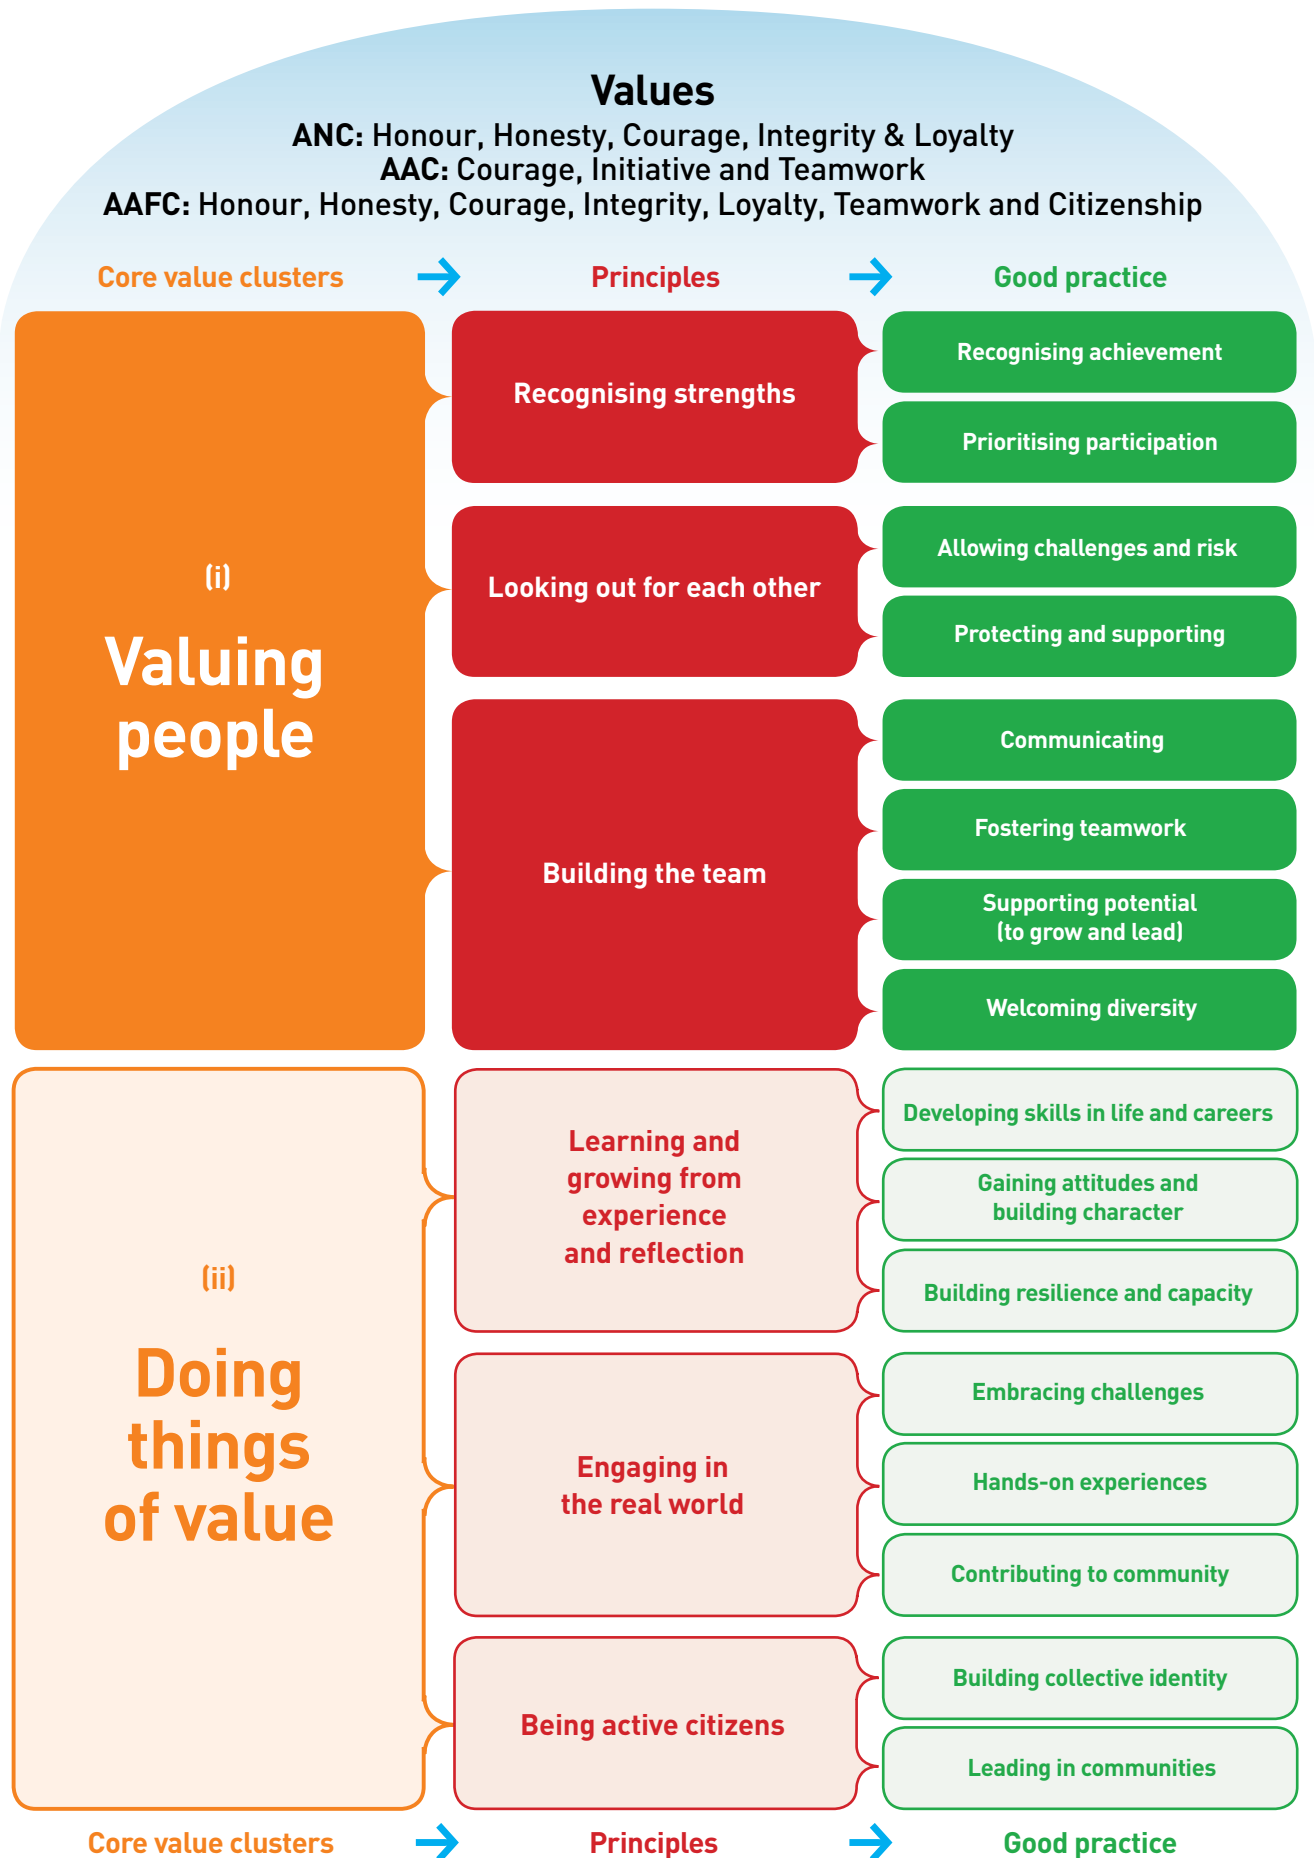 Values
ANC: Honour, Honesty, Courage, Integrity & Loyalty
AAC: Courage, Initiative and Teamwork
AAFC: Honour, Honesty, Courage, Integrity, Loyalty, Teamwork and Citizenship
Core value clusters
Principles
Good practice
(i)
Valuing
people
Recognising strengths
Recognising achievement
Prioritising participation
Looking out for each other
Allowing challenges and risk
Protecting and supporting
Building the team
Communicating
Fostering teamwork
Supporting potential
(to grow and lead)
Welcoming diversity
(ii)
Doing
things
of value
Learning and
growing from
experience
and reflection
Developing skills in life and careers
Gaining attitudes and
building character
Building resilience and capacity
Engaging in
the real world
Embracing challenges
Hands-on experiences
Contributing to community
Being active citizens
Building collective identity
Leading in communities
Core value clusters
Principles
Good practice